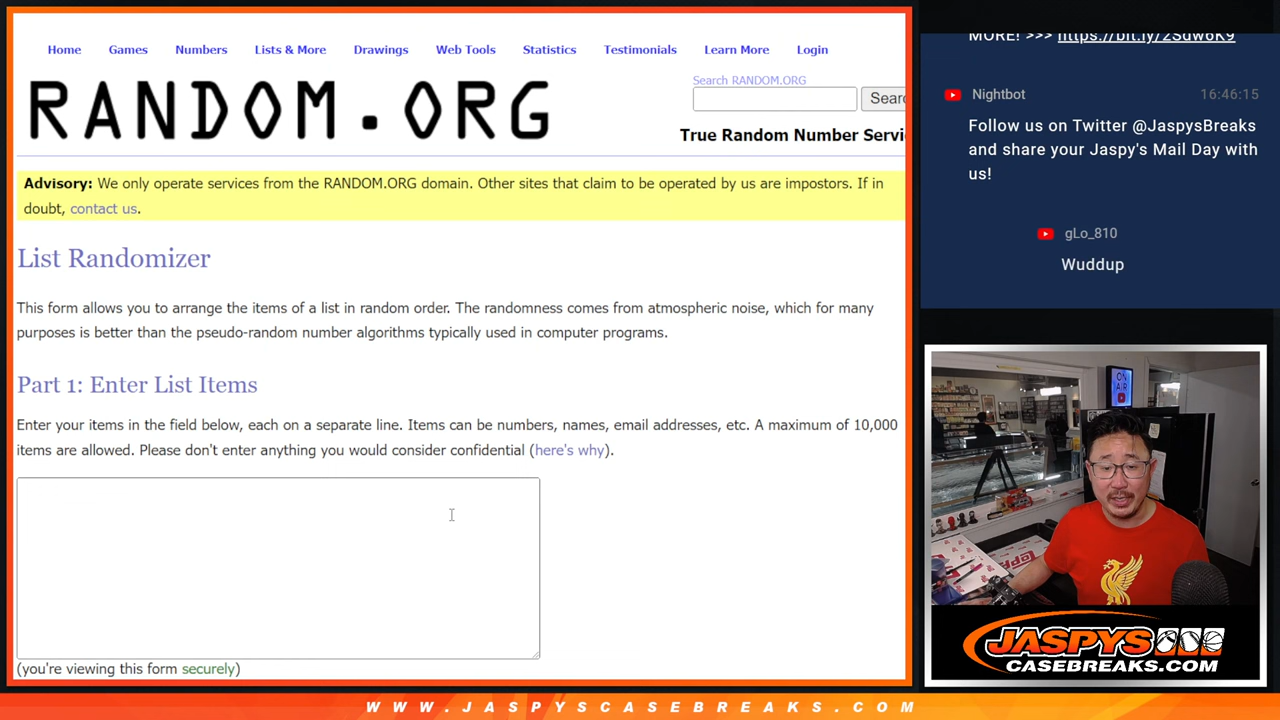 Home Games Numbers Lists & More Drawings Web Tools Statistics Testimonials Learn More Login
RANDOM.ORG
Search RANDOM.ORG
True Random Number Servi
Advisory: We only operate services from the RANDOM.ORG domain. Other sites that claim to be operated by us are impostors. If in
doubt, contact us.
List Randomizer
This form allows you to arrange the items of a list in random order. The randomness comes from atmospheric noise, which for many
purposes is better than the pseudo-random number algorithms typically used in computer programs.
Part 1: Enter List Items
Enter your items in the field below, each on a separate line. Items can be numbers, names, email addresses, etc. A maximum of 10,000
items are allowed. Please don't enter anything you would consider confidential (here's why).
(you're viewing this form securely)
MORE! >>> https://bit.ly/2Sdw6K9
Nightbot 16:46:15
Follow us on Twitter @JaspysBreaks
and share your Jaspy's Mail Day with
us!
gLo_810
Wuddup
ON
AIR
JASPYS
CASEBREAKS.COM
WWW.JASPYSCASEBREAKS.COM